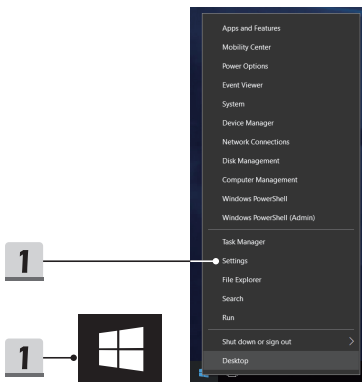 Apps and Features
Mobility Center
Power Options
Event Viewer
System
Device Manager
Network Connections
Disk Management
Computer Management
Windows PowerShell
Windows PowerShell (Admin)
Task Manager
1
Settings
File Explorer
Search
Run
1
Shut down or sign out
Desktop